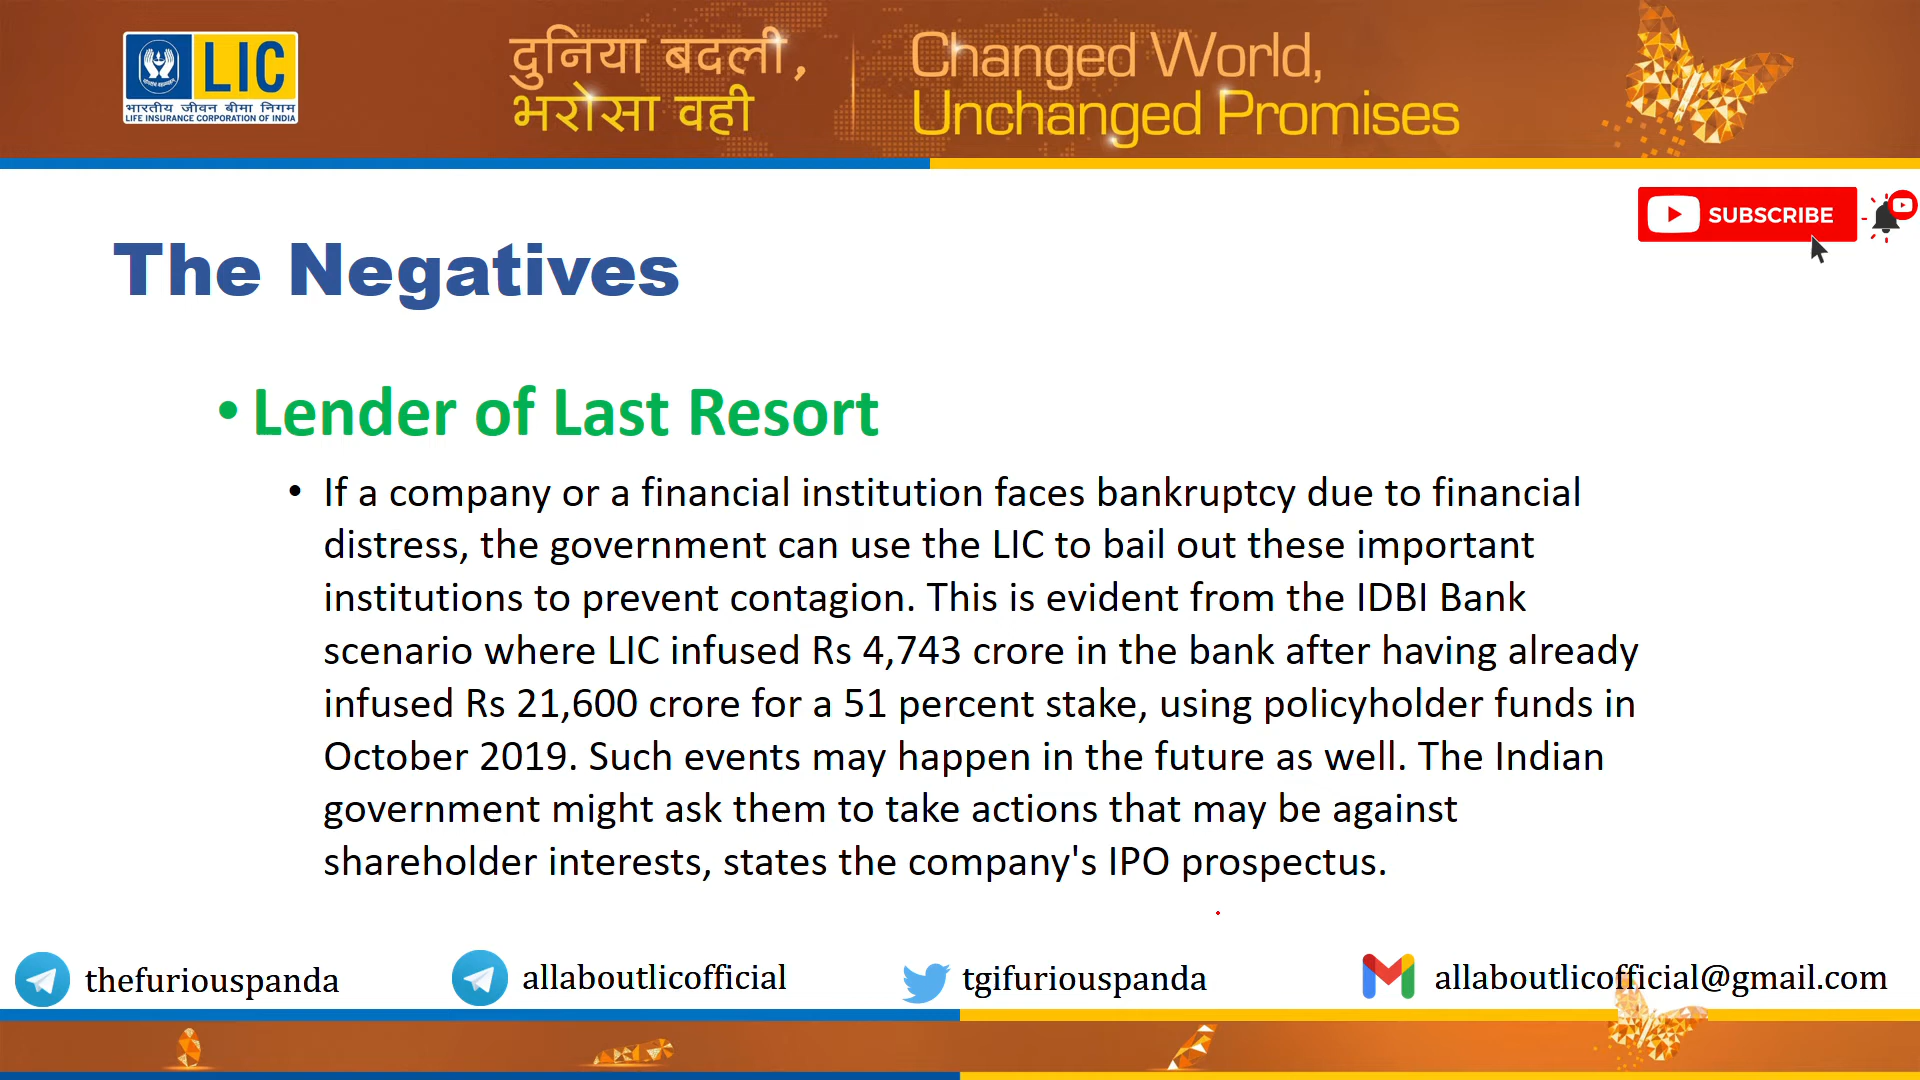 LIC
भारतीय जीवन बीमा निगम
LIFE INSURANCE CORPORATION OF INDIA
दुनिया बदली,
भरोसा वही
Changed World,
Unchanged Promises
SUBSCRIBE
The Negatives
• Lender of Last Resort
• If a company or a financial institution faces bankruptcy due to financial
distress, the government can use the LIC to bail out these important
institutions to prevent contagion. This is evident from the IDBI Bank
scenario where LIC infused Rs 4,743 crore in the bank after having already
infused Rs 21,600 crore for a 51 percent stake, using policyholder funds in
October 2019. Such events may happen in the future as well. The Indian
government might ask them to take actions that may be against
shareholder interests, states the company's IPO prospectus.
thefuriouspanda
allaboutlicofficial
tgifuriouspanda
allaboutlicofficial@gmail.com